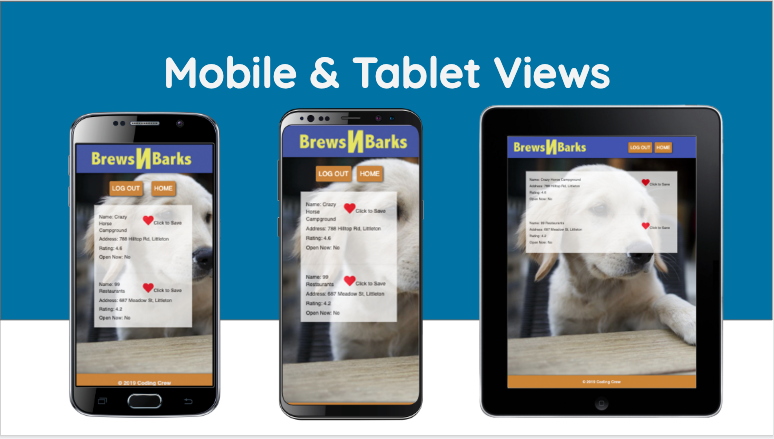 Mobile & Tablet Views
BrewsИBarks
LOG OUT HOME
Name: Crazy
Horse
Campground
Click to Save
Address: 788 Hilltop Rd, Littleton
Rating: 4.6
Open Now: No
Name: 99
Restaurants
Click to Save
Address: 687 Meadow St, Littleton
Rating: 4.2
Open Now: No
© 2019 Coding Crew
BrewsИBarks
LOG OUT HOME
Name: Crazy
Horse
Campground
Click to Save
Address: 788 Hilltop Rd, Littleton
Rating: 4.6
Open Now: No
Name: 99
Restaurants
Click to Save
Address: 687 Meadow St, Littleton
Rating: 4.2
Open Now: No
BrewsИBarks LOG OUT HOME
Name: Crazy Horse Campground
Click to Save
Address: 788 Hilltop Rd, Littleton
Rating: 4.6
Open Now: No
Name: 99 Restaurants
Click to Save
Address: 687 Meadow St, Littleton
Rating: 4.2
Open Now: No
© 2019 Coding Crew